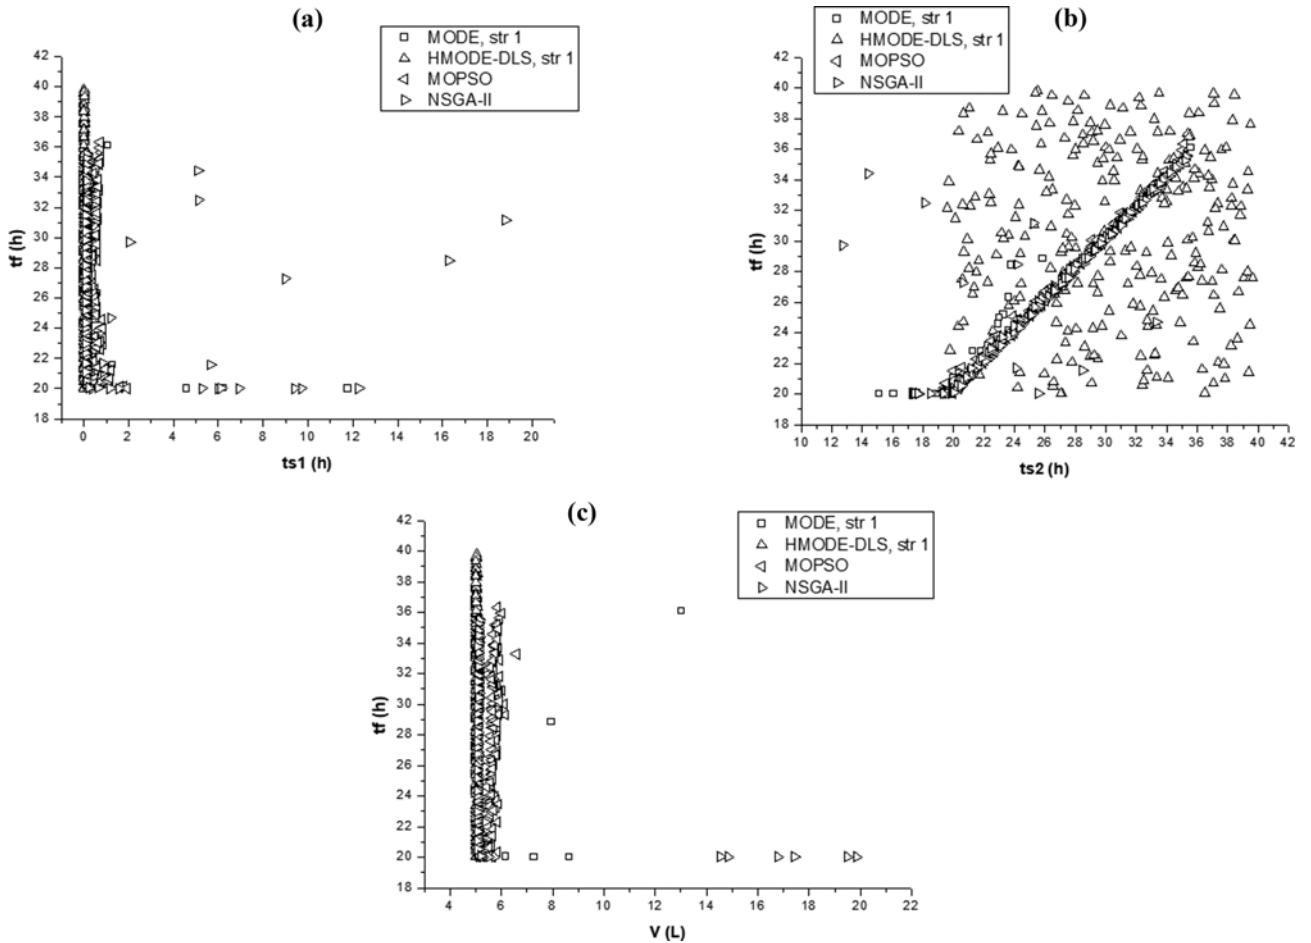 (a)
MODE, str 1
HMODE-DLS, str 1
MOPSO
NSGA-II
42
40
38
36
34
32
30
28
26
24
22
20
18
tf (h)
0 2 4 6 8 10 12 14 16 18 20
ts1 (h)
(b)
MODE, str 1
HMODE-DLS, str 1
MOPSO
NSGA-II
42
40
38
36
34
32
30
28
26
24
22
20
18
tf (h)
10 12 14 16 18 20 22 24 26 28 30 32 34 36 38 40 42
ts2 (h)
(c)
MODE, str 1
HMODE-DLS, str 1
MOPSO
NSGA-II
42
40
38
36
34
32
30
28
26
24
22
20
18
tf (h)
4 6 8 10 12 14 16 18 20 22
V (L)